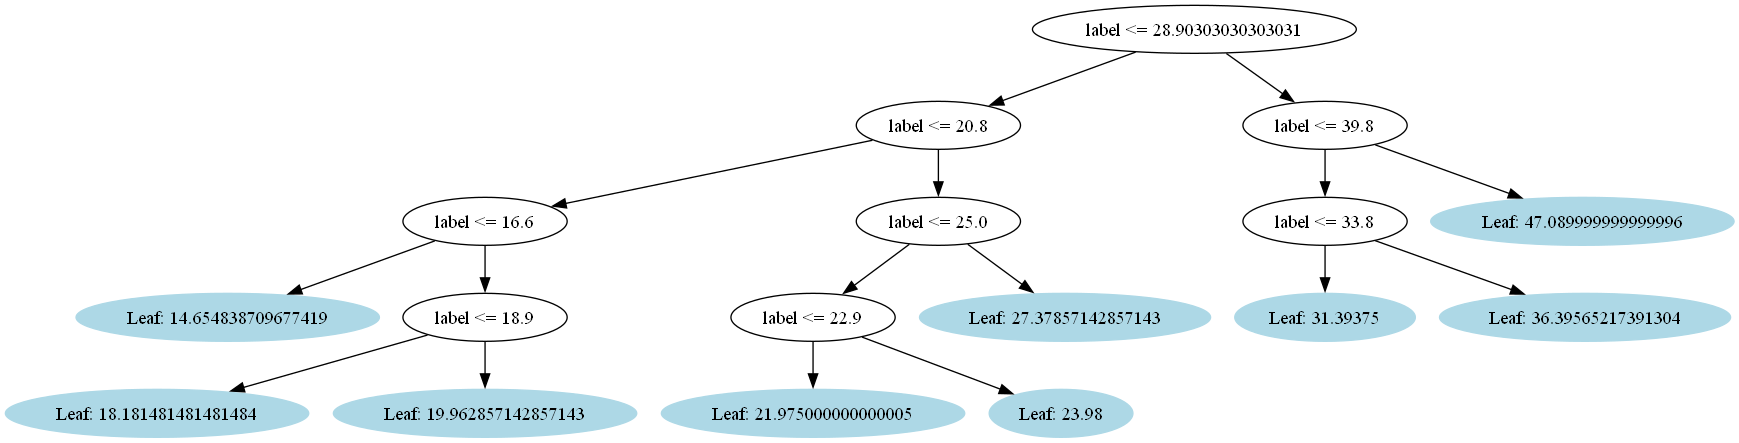 label <= 28.90303030303031
label <= 20.8
label <= 39.8
label <= 16.6
label <= 25.0
label <= 33.8
Leaf: 47.089999999999996
Leaf: 14.654838709677419
label <= 18.9
label <= 22.9
Leaf: 27.37857142857143
Leaf: 31.39375
Leaf: 36.39565217391304
Leaf: 18.181481481481484
Leaf: 19.962857142857143
Leaf: 21.975000000000005
Leaf: 23.98